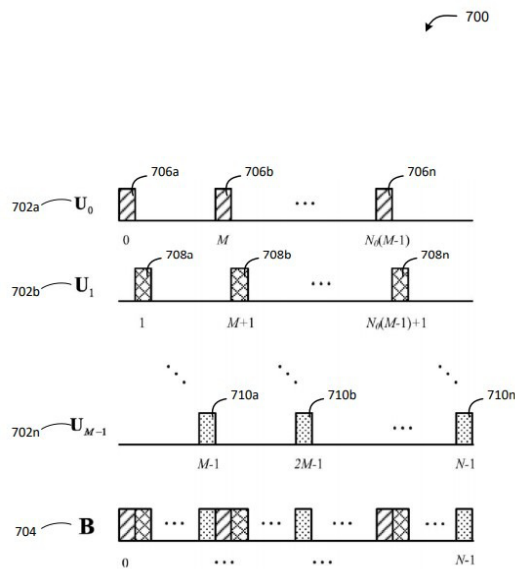 700
706a 706b 706n
702a U0 ...
0 M N0(M-1)
708a 708b 708n
702b U1 ...
1 M+1 N0(M-1)+1
710a 710b 710n
702n UM-1 ...
M-1 2M-1 N-1
704 B ... ... ... ...
0 ... ... N-1